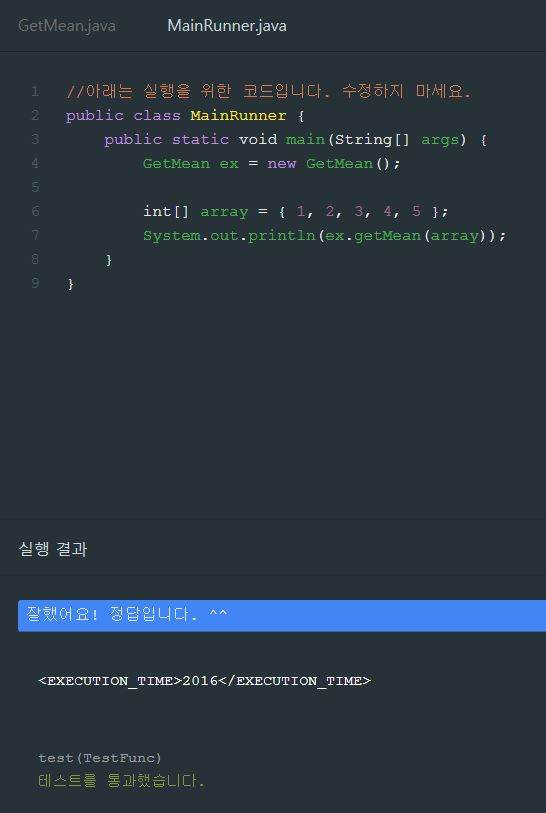 GetMean.java MainRunner.java
1 //아래는 실행을 위한 코드입니다. 수정하지 마세요.
2 public class MainRunner {
3 public static void main(String[] args) {
4 GetMean ex = new GetMean();
5
6 int[] array = { 1, 2, 3, 4, 5 };
7 System.out.println(ex.getMean(array));
8 }
9 }
실행 결과
잘했어요! 정답입니다. ^^
<EXECUTION_TIME>2016</EXECUTION_TIME>
test(TestFunc)
테스트를 통과했습니다.